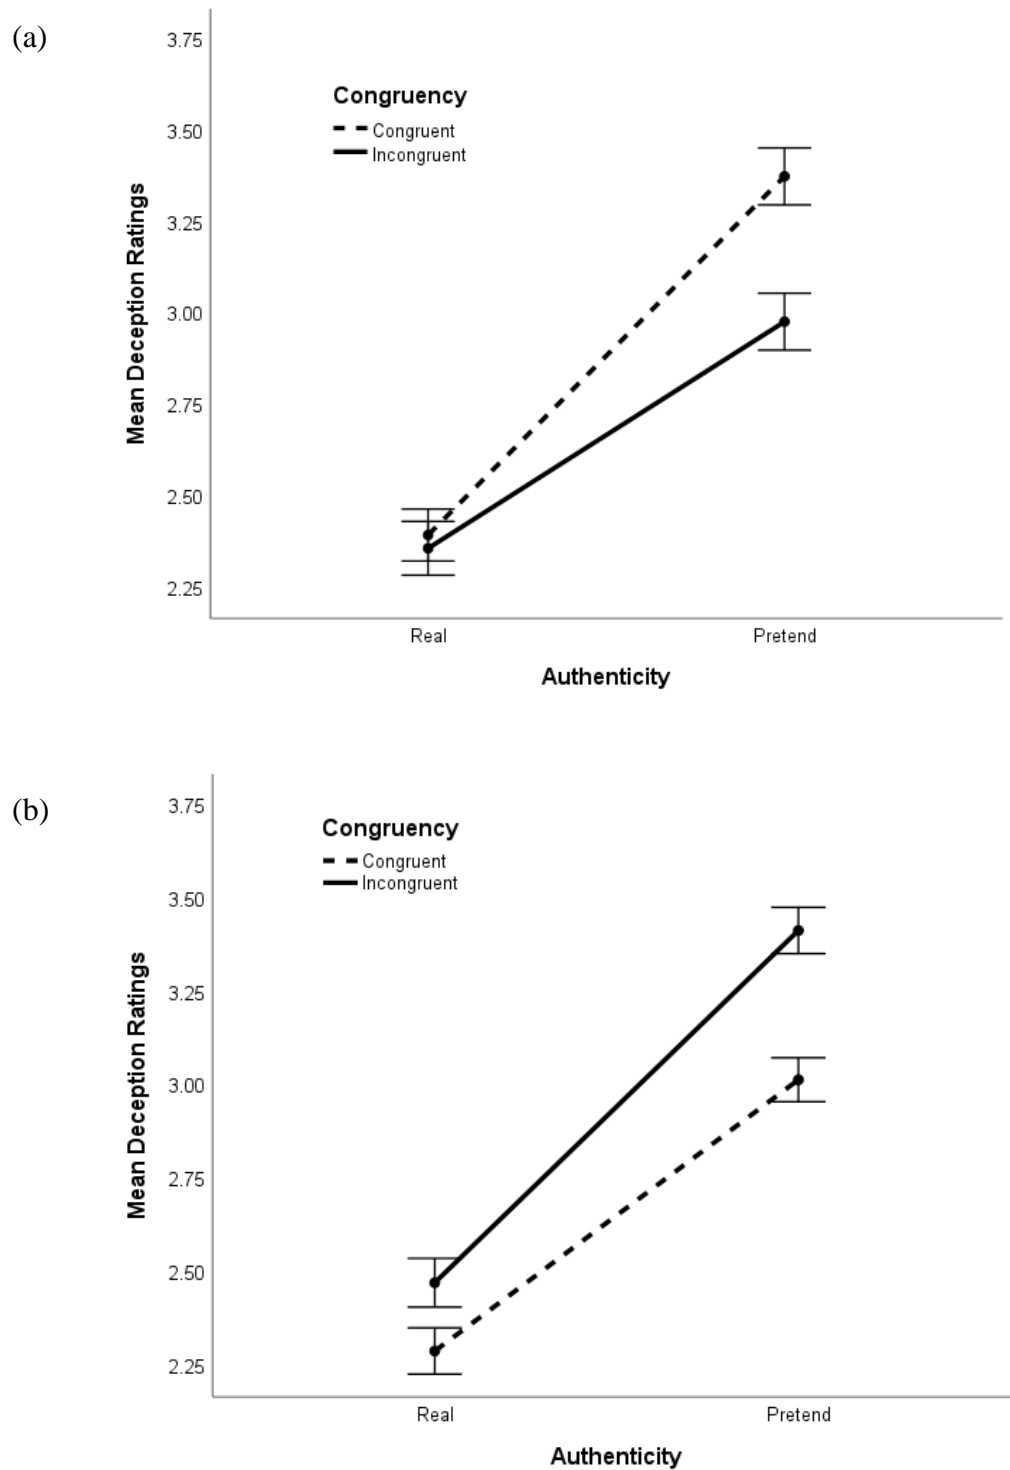 (a)
3.75
3.50
3.25
3.00
2.75
2.50
2.25
Mean Deception Ratings
Congruency
Congruent
Incongruent
Real
Pretend
Authenticity
(b)
3.75
3.50
3.25
3.00
2.75
2.50
2.25
Mean Deception Ratings
Congruency
Congruent
Incongruent
Real
Pretend
Authenticity